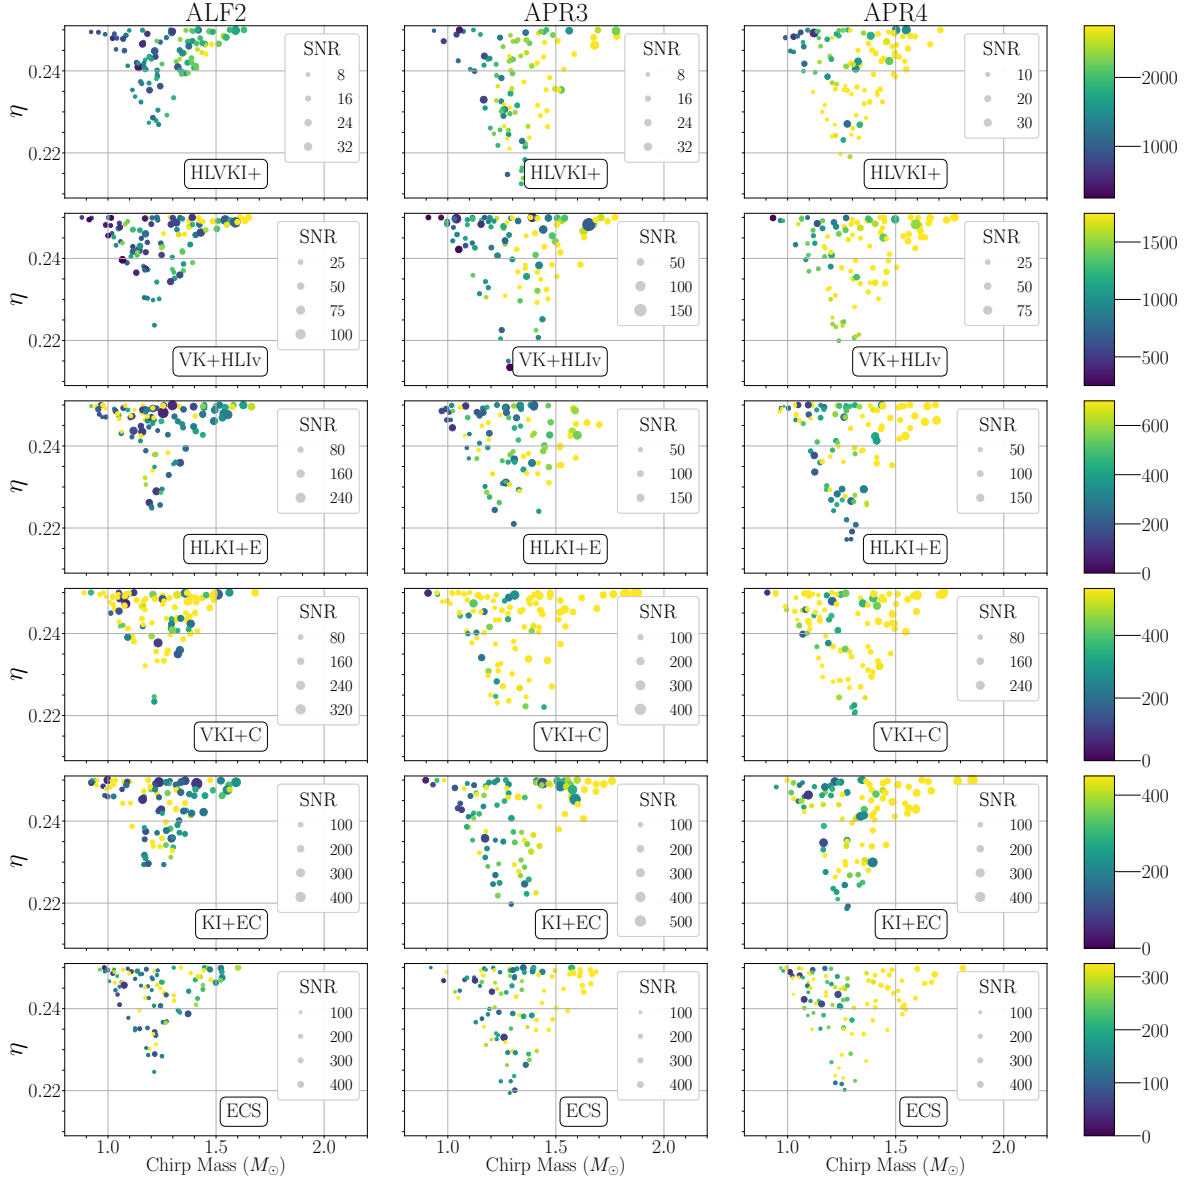 ALF2 APR3 APR4
0.24
0.22
η
SNR
8
16
24
32
HLVKI+
SNR
8
16
24
32
HLVKI+
SNR
10
20
30
HLVKI+
2000
1000
0.24
0.22
η
SNR
25
50
75
100
VK+HLIv
SNR
50
100
150
VK+HLIv
SNR
25
50
75
VK+HLIv
1500
1000
500
0.24
0.22
η
SNR
80
160
240
HLKI+E
SNR
50
100
150
HLKI+E
SNR
50
100
150
HLKI+E
600
400
200
0
0.24
0.22
η
SNR
80
160
240
320
VKI+C
SNR
100
200
300
400
VKI+C
SNR
80
160
240
VKI+C
400
200
0
0.24
0.22
η
SNR
100
200
300
400
KI+EC
SNR
100
200
300
400
500
KI+EC
SNR
100
200
300
400
KI+EC
400
200
0
0.24
0.22
η
SNR
100
200
300
400
ECS
SNR
100
200
300
400
ECS
SNR
100
200
300
400
ECS
300
200
100
0
1.0 1.5 2.0 1.0 1.5 2.0 1.0 1.5 2.0
Chirp Mass (M☉) Chirp Mass (M☉) Chirp Mass (M☉)